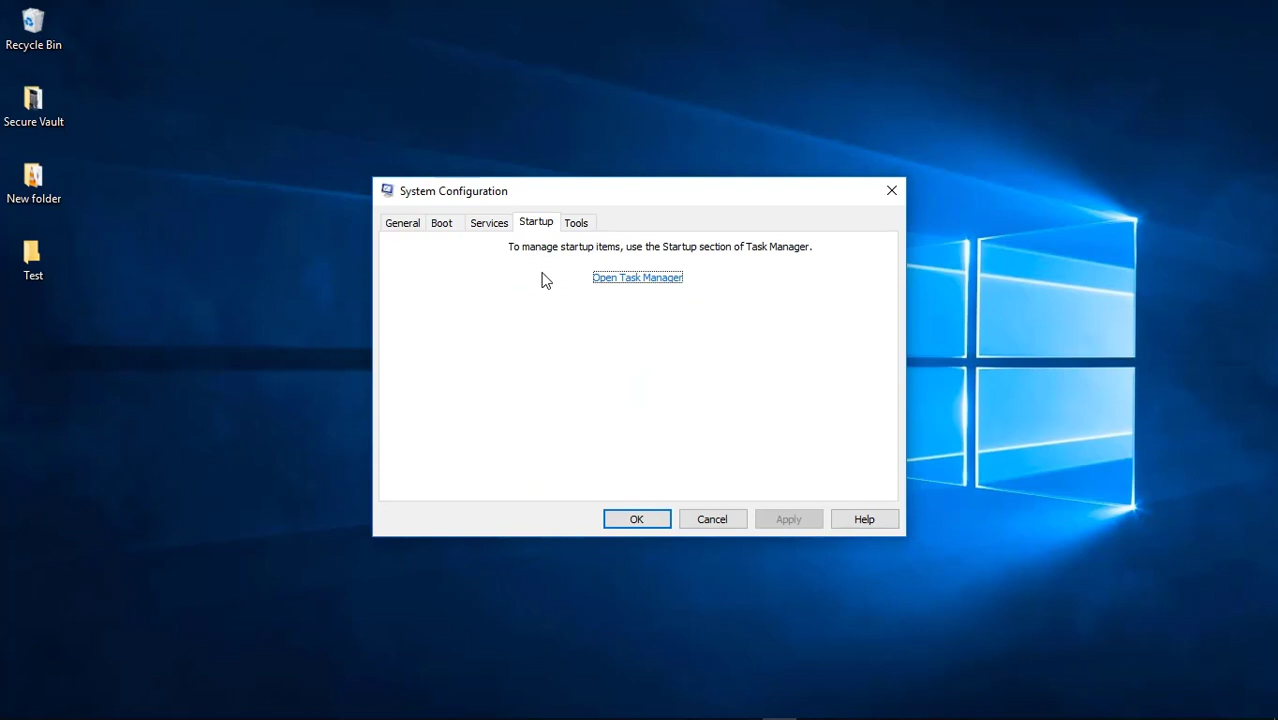 Recycle Bin
Secure Vault
New folder
Test
System Configuration
General Boot Services Startup Tools
To manage startup items, use the Startup section of Task Manager.
Open Task Manager
OK Cancel Apply Help